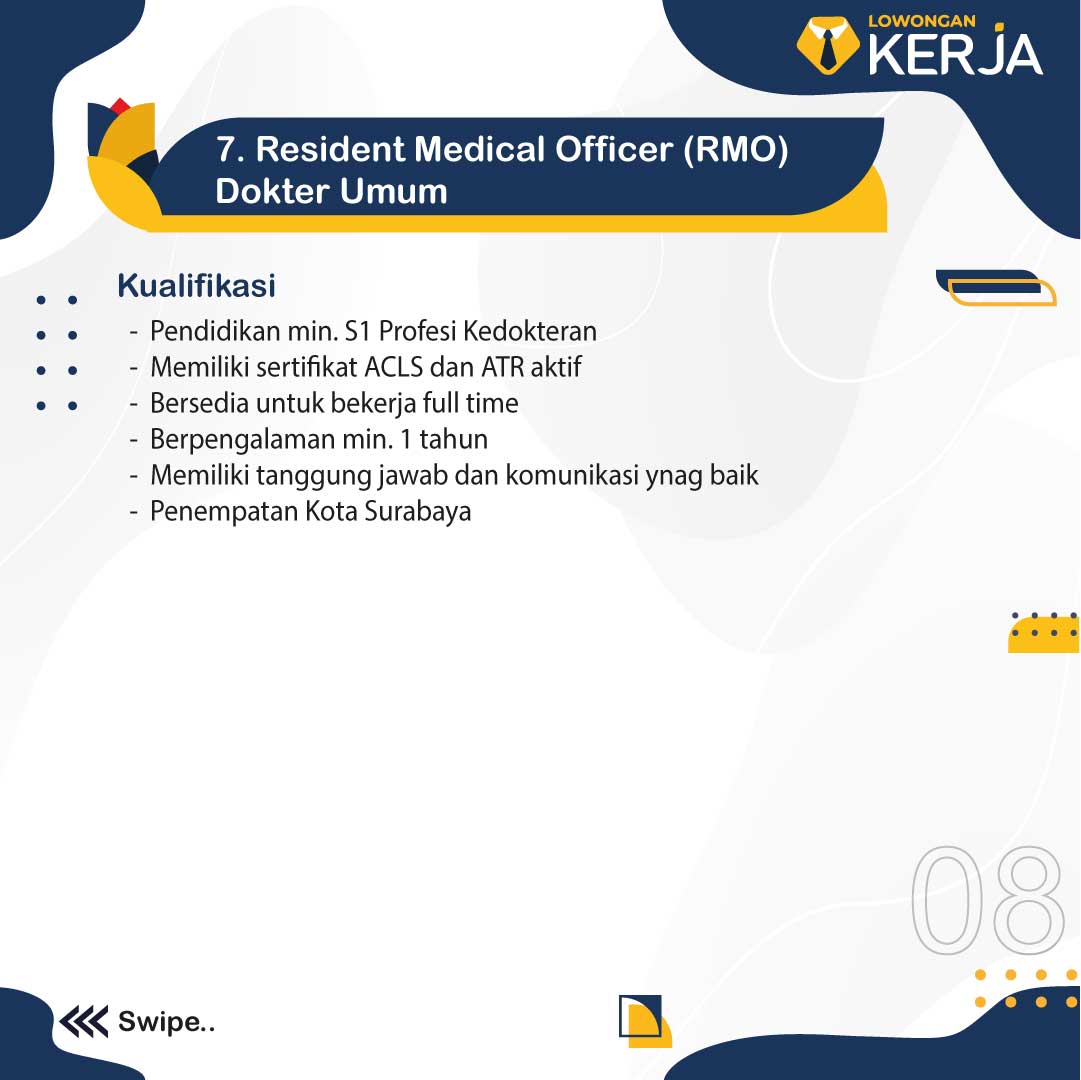 LOWONGAN
KERJA
7. Resident Medical Officer (RMO)
Dokter Umum
Kualifikasi
- Pendidikan min. S1 Profesi Kedokteran
- Memiliki sertifikat ACLS dan ATR aktif
- Bersedia untuk bekerja full time
- Berpengalaman min. 1 tahun
- Memiliki tanggung jawab dan komunikasi ynag baik
- Penempatan Kota Surabaya
08
Swipe..